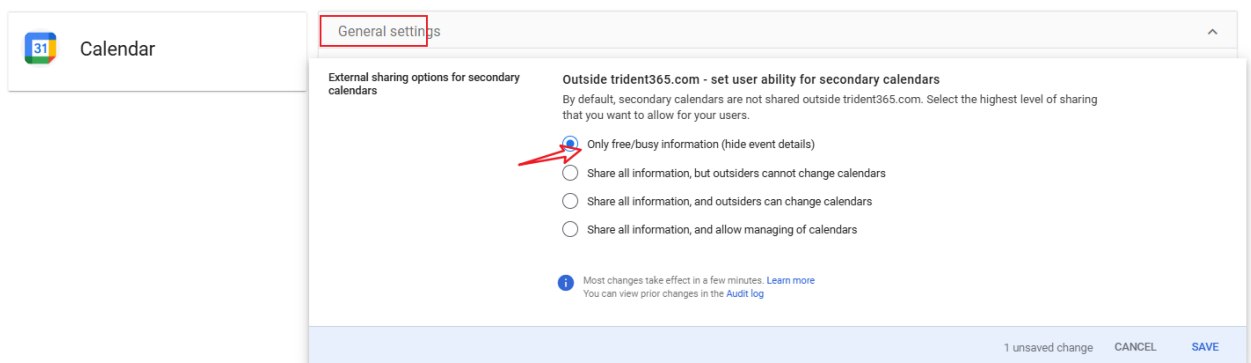 31
Calendar
General settings
External sharing options for secondary
calendars
Outside trident365.com - set user ability for secondary calendars
By default, secondary calendars are not shared outside trident365.com. Select the highest level of sharing
that you want to allow for your users.
Only free/busy information (hide event details)
Share all information, but outsiders cannot change calendars
Share all information, and outsiders can change calendars
Share all information, and allow managing of calendars
Most changes take effect in a few minutes. Learn more
You can view prior changes in the Audit log
1 unsaved change CANCEL SAVE